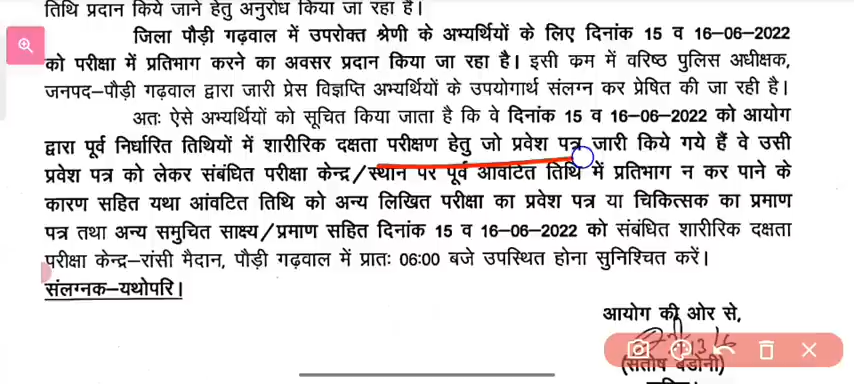 तिथि प्रदान किये जाने हेतु अनुरोध किया जा रहा है।
जिला पौड़ी गढ़वाल में उपरोक्त श्रेणी के अभ्यर्थियों के लिए दिनांक 15 व 16-06-2022
को परीक्षा में प्रतिभाग करने का अवसर प्रदान किया जा रहा है। इसी क्रम में वरिष्ठ पुलिस अधीक्षक,
जनपद-पौड़ी गढ़वाल द्वारा जारी प्रेस विज्ञप्ति अभ्यर्थियों के उपयोगार्थ संलग्न कर प्रेषित की जा रही है।
अतः ऐसे अभ्यर्थियों को सूचित किया जाता है कि वे दिनांक 15 व 16-06-2022 को आयोग
द्वारा पूर्व निर्धारित तिथियों में शारीरिक दक्षता परीक्षण हेतु जो प्रवेश पत्र जारी किये गये हैं वे उसी
प्रवेश पत्र को लेकर संबंधित परीक्षा केन्द्र/स्थान पर पूर्व आवंटित तिथि में प्रतिभाग न कर पाने के
कारण सहित यथा आंवटित तिथि को अन्य लिखित परीक्षा का प्रवेश पत्र या चिकित्सक का प्रमाण
पत्र तथा अन्य समुचित साक्ष्य/प्रमाण सहित दिनांक 15 व 16-06-2022 को संबंधित शारीरिक दक्षता
परीक्षा केन्द्र-रांसी मैदान, पौड़ी गढ़वाल में प्रातः 06:00 बजे उपस्थित होना सुनिश्चित करें।
संलग्नक-यथोपरि।
आयोग की ओर से,
(संतोष बडोनी)